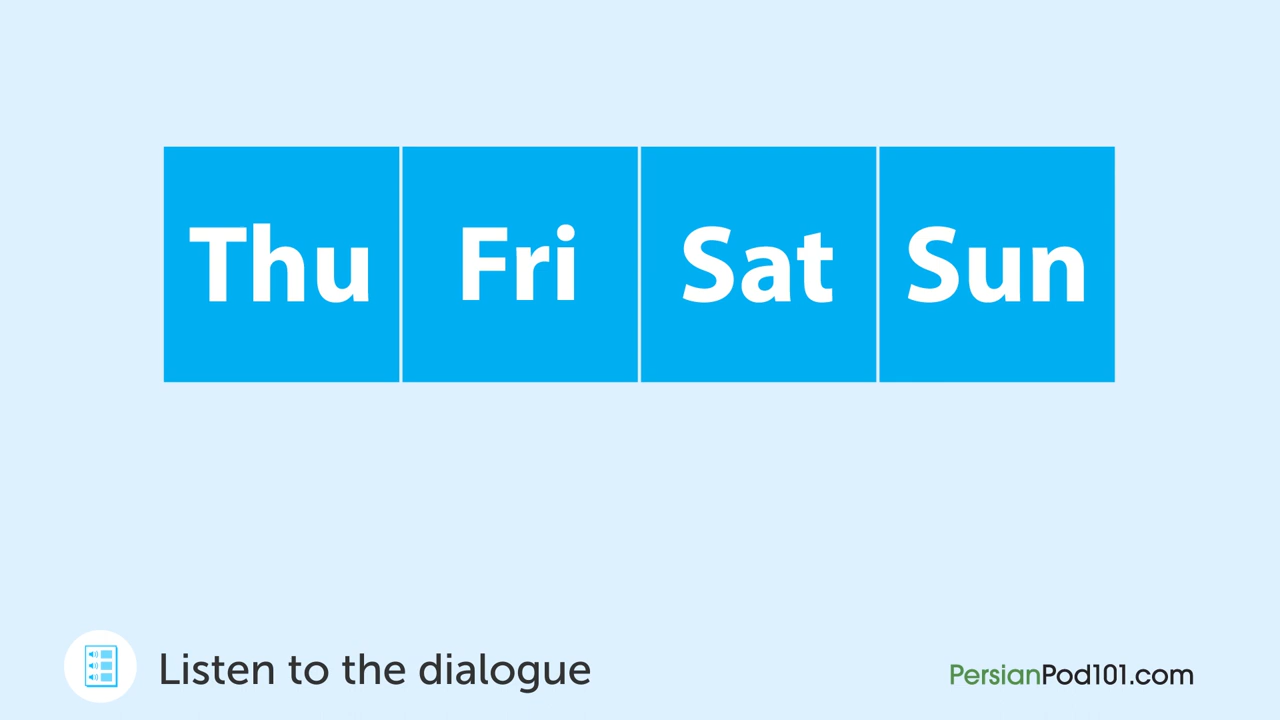 Thu Fri Sat Sun
Listen to the dialogue
PersianPod101.com